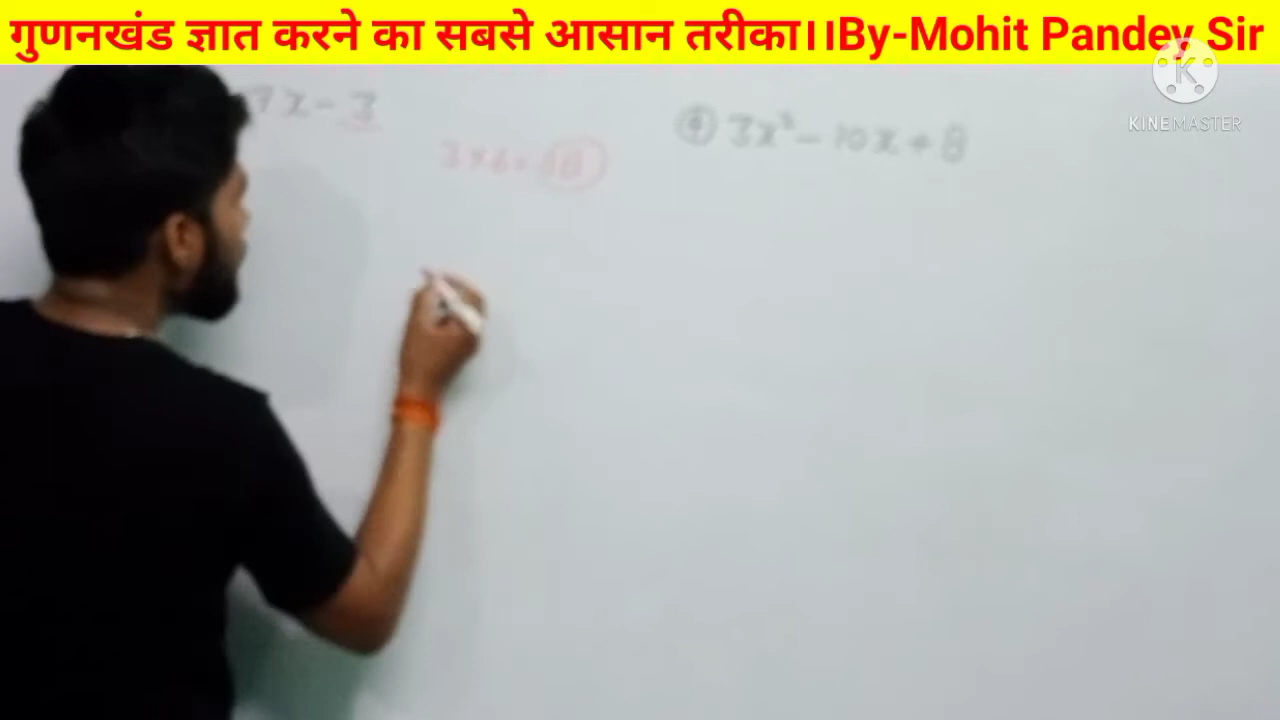 गुणनखंड ज्ञात करने का सबसे आसान तरीका।।By-Mohit Pandey Sir
K
KINEMASTER
7x - 3
④ 3x² - 10x + 8
3 × 6 = 18